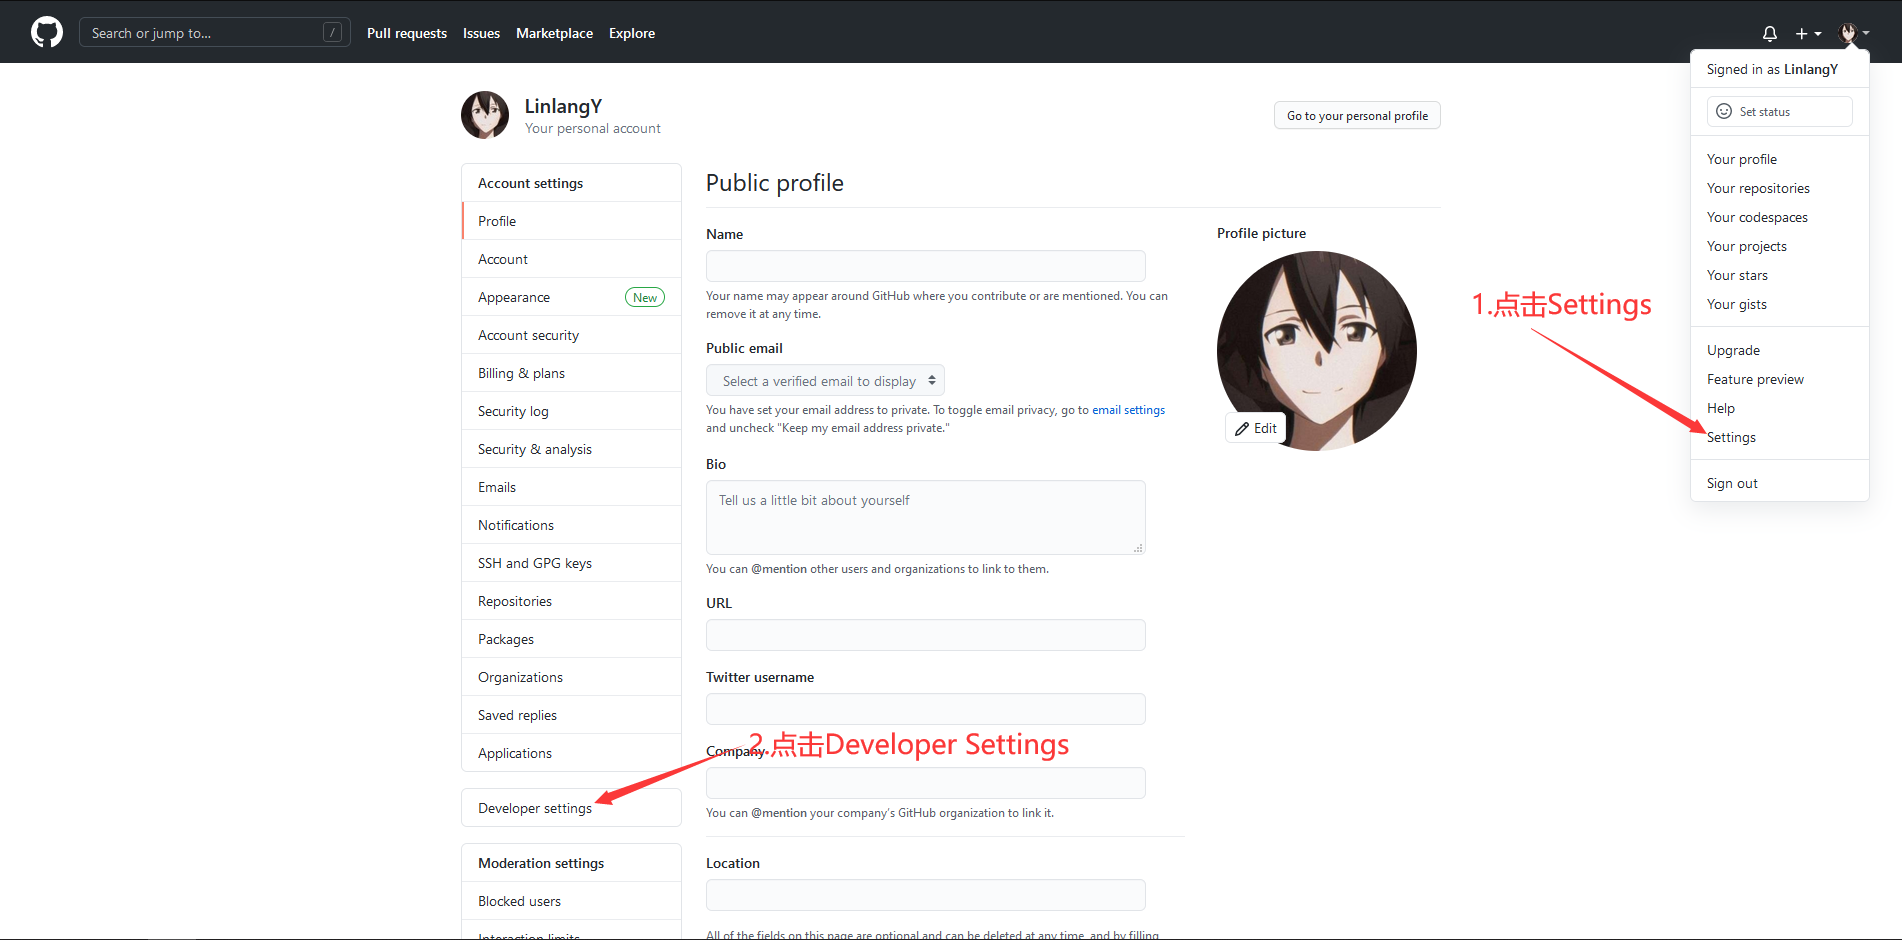 Search or jump to... /
Pull requests
Issues
Marketplace
Explore
Signed in as LinlangY
Set status
Your profile
Your repositories
Your codespaces
Your projects
Your stars
Your gists
Upgrade
Feature preview
Help
Settings
Sign out
1.点击Settings
LinlangY
Your personal account
Go to your personal profile
Account settings
Profile
Account
Appearance New
Account security
Billing & plans
Security log
Security & analysis
Emails
Notifications
SSH and GPG keys
Repositories
Packages
Organizations
Saved replies
Applications
Developer settings
Moderation settings
Blocked users
Interaction limits
Public profile
Name
Your name may appear around GitHub where you contribute or are mentioned. You can
remove it at any time.
Public email
Select a verified email to display
You have set your email address to private. To toggle email privacy, go to email settings
and uncheck "Keep my email address private."
Bio
Tell us a little bit about yourself
You can @mention other users and organizations to link to them.
URL
Twitter username
Company
2.点击Developer Settings
You can @mention your company's GitHub organization to link it.
Location
All of the fields on this page are optional and can be deleted at any time, and by filling
Profile picture
Edit